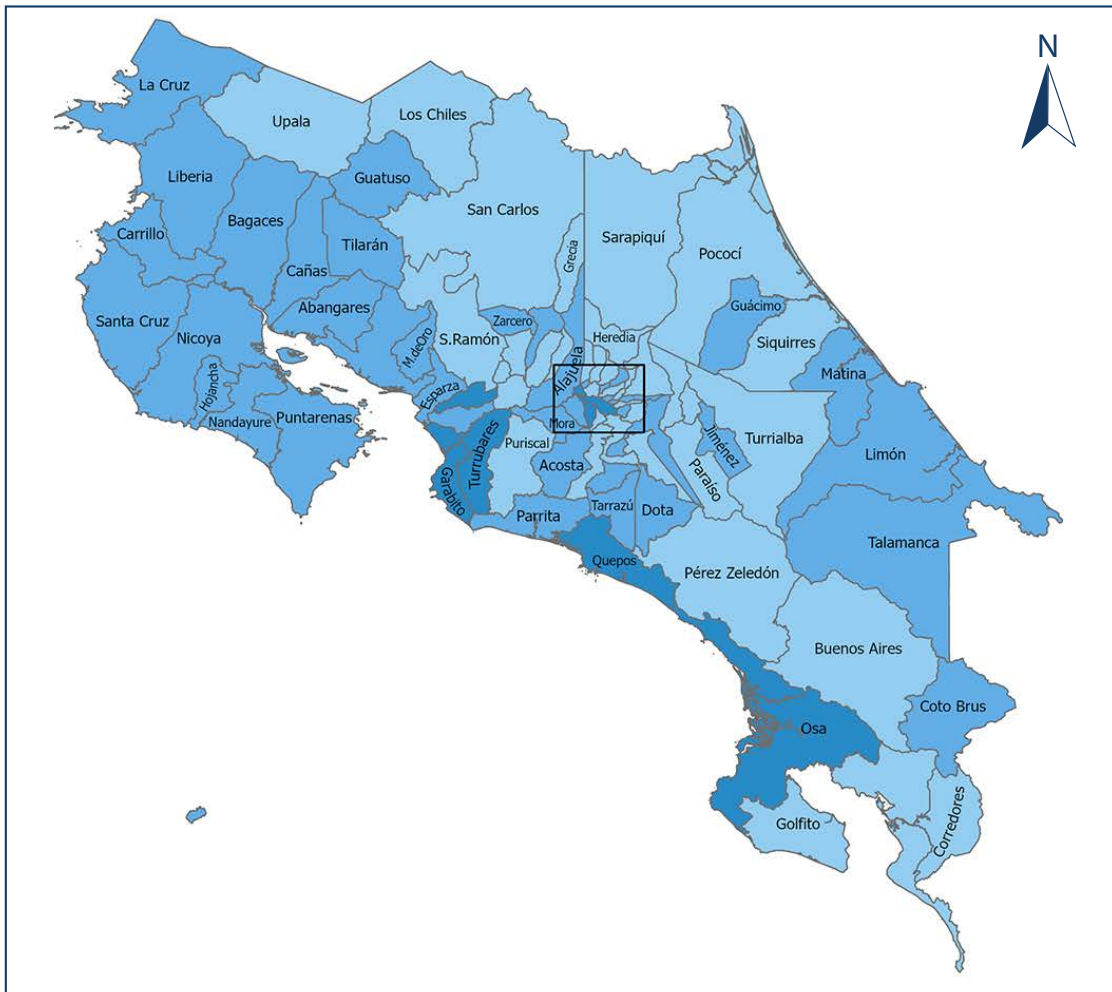 N
La Cruz
Upala
Los Chiles
Liberia
Guatuso
Bagaces
San Carlos
Carrillo
Tilarán
Sarapiquí
Grecia
Pococí
Cañas
Abangares
Guácimo
Santa Cruz
Nicoya
Zarcero
M.deOro
S.Ramón
Heredia
Siquirres
Alajuela
Matina
Hojancha
Esparza
Nandayure
Puntarenas
Mora
Puriscal
Turrubares
Jiménez
Turrialba
Limón
Acosta
Paraíso
Garabito
Parrita
Tarrazú
Dota
Talamanca
Quepos
Pérez Zeledón
Buenos Aires
Coto Brus
Osa
Golfito
Corredores